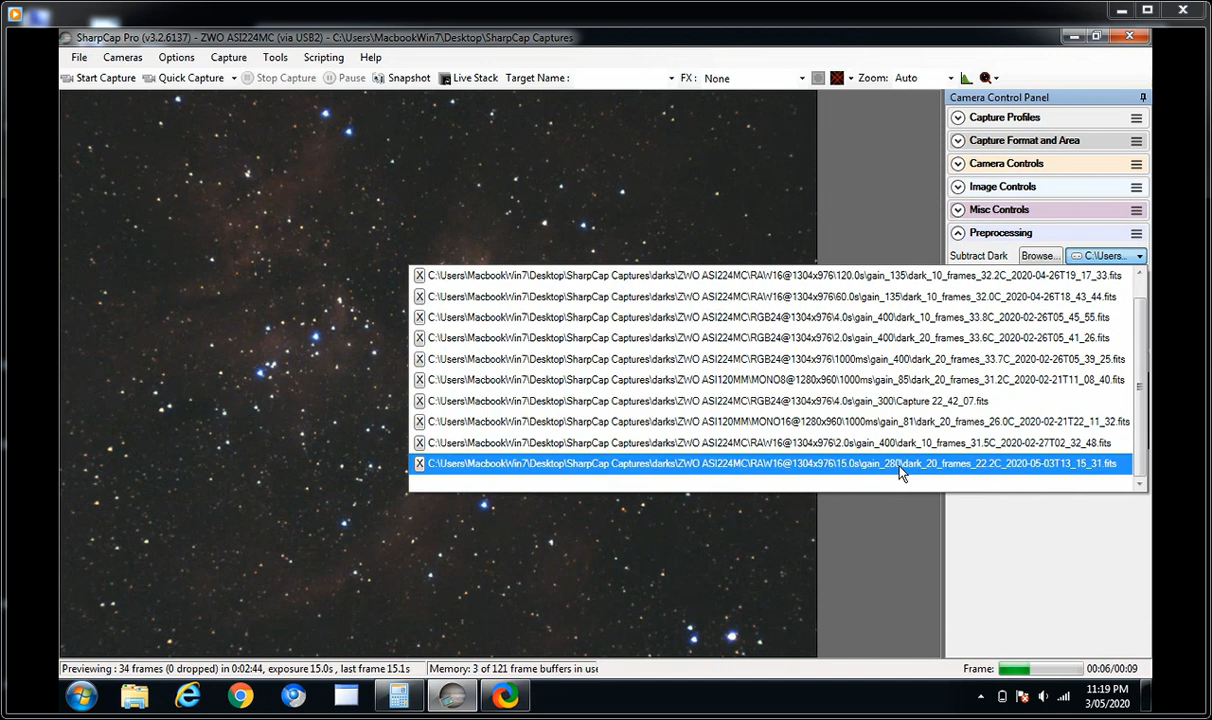 SharpCap Pro (v3.2.6137) - ZWO ASI224MC (via USB2) - C:\Users\MacbookWin7\Desktop\SharpCap Captures
File Cameras Options Capture Tools Scripting Help
Start Capture Quick Capture Stop Capture Pause Snapshot Live Stack Target Name : FX : None Zoom: Auto
Camera Control Panel
Capture Profiles
Capture Format and Area
Camera Controls
Image Controls
Misc Controls
Preprocessing
Subtract Dark Browse... C:\Users...
X C:\Users\MacbookWin7\Desktop\SharpCap Captures\darks\ZWO ASI224MC\RAW16@1304x976\120.0s\gain_135\dark_10_frames_32.2C_2020-04-26T19_17_33.fits
X C:\Users\MacbookWin7\Desktop\SharpCap Captures\darks\ZWO ASI224MC\RAW16@1304x976\60.0s\gain_135\dark_10_frames_32.0C_2020-04-26T18_43_44.fits
X C:\Users\MacbookWin7\Desktop\SharpCap Captures\darks\ZWO ASI224MC\RGB24@1304x976\4.0s\gain_400\dark_10_frames_33.8C_2020-02-26T05_45_55.fits
X C:\Users\MacbookWin7\Desktop\SharpCap Captures\darks\ZWO ASI224MC\RGB24@1304x976\2.0s\gain_400\dark_10_frames_33.6C_2020-02-26T05_41_26.fits
X C:\Users\MacbookWin7\Desktop\SharpCap Captures\darks\ZWO ASI224MC\RGB24@1304x976\1000ms\gain_400\dark_10_frames_33.7C_2020-02-26T05_39_25.fits
X C:\Users\MacbookWin7\Desktop\SharpCap Captures\darks\ZWO ASI120MM\MONO8@1280x960\1000ms\gain_85\dark_20_frames_31.2C_2020-02-21T11_08_40.fits
X C:\Users\MacbookWin7\Desktop\SharpCap Captures\darks\ZWO ASI224MC\RGB24@1304x976\4.0s\gain_300\Capture 22_42_07.fits
X C:\Users\MacbookWin7\Desktop\SharpCap Captures\darks\ZWO ASI120MM\MONO16@1280x960\1000ms\gain_81\dark_20_frames_26.0C_2020-02-21T22_11_32.fits
X C:\Users\MacbookWin7\Desktop\SharpCap Captures\darks\ZWO ASI224MC\RAW16@1304x976\2.0s\gain_400\dark_10_frames_31.5C_2020-02-27T02_32_48.fits
X C:\Users\MacbookWin7\Desktop\SharpCap Captures\darks\ZWO ASI224MC\RAW16@1304x976\15.0s\gain_280\dark_20_frames_22.2C_2020-05-03T13_15_31.fits
Previewing : 34 frames (0 dropped) in 0:02:44, exposure 15.0s , last frame 15.1s Memory: 3 of 121 frame buffers in use Frame: 00:06/00:09
11:19 PM
3/05/2020